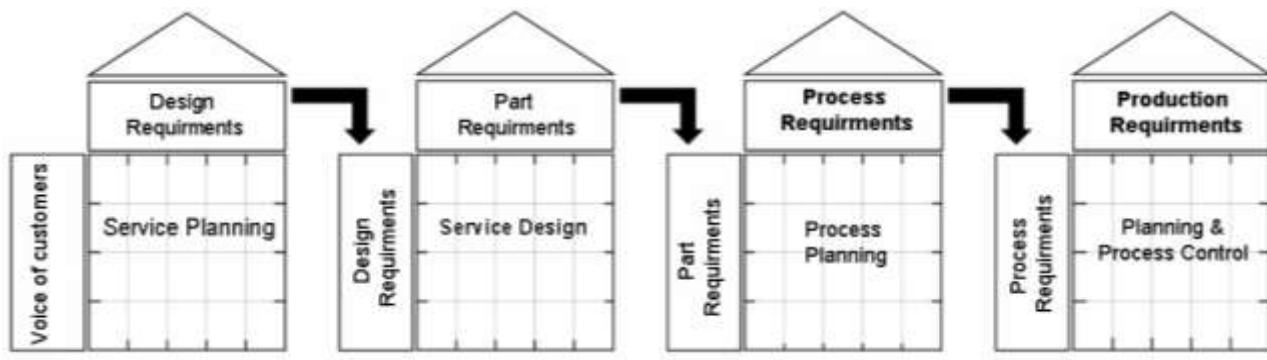 Design
Requirments
Part
Requirments
Process
Requirments
Production
Requirments
Voice of customers
Service Planning
Design
Requirments
Service Design
Part
Requirments
Process
Planning
Process
Requirments
Planning &
Process Control